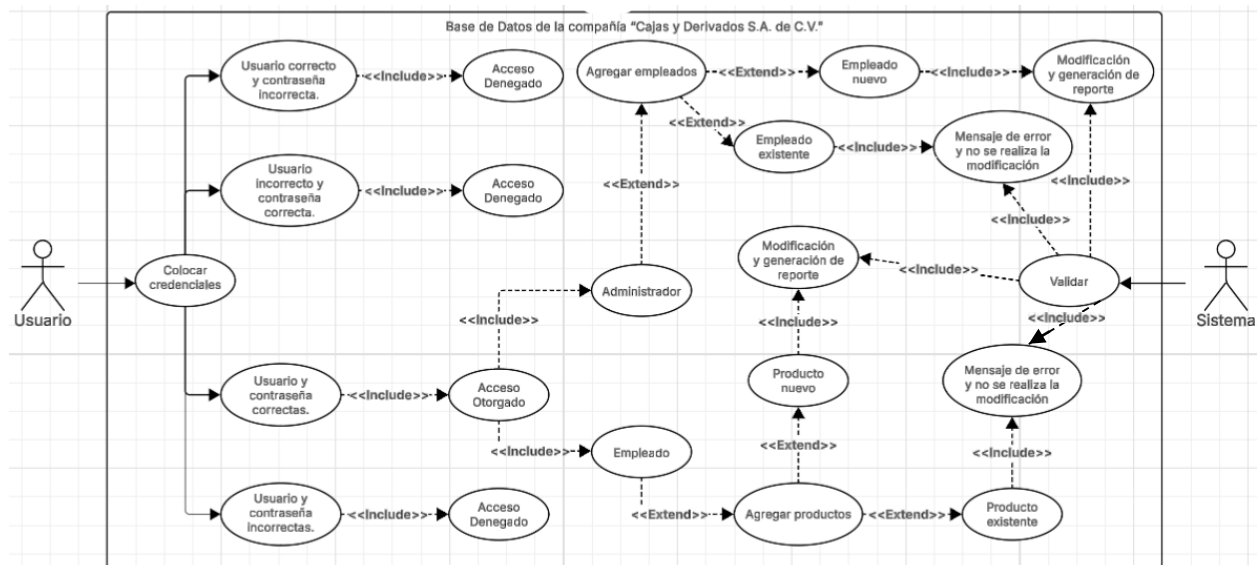 Base de Datos de la compañía "Cajas y Derivados S.A. de C.V."
Usuario correcto
y contraseña
incorrecta.
<<Include>>
Acceso
Denegado
Agregar empleados
<<Extend>>
Empleado
nuevo
<<Include>>
Modificación
y generación de
reporte
<<Extend>>
Empleado
existente
<<Include>>
Mensaje de error
y no se realiza la
modificación
Usuario
incorrecto y
contraseña
correcta.
<<Include>>
Acceso
Denegado
<<Extend>>
<<Include>>
<<Include>>
Usuario
Colocar
credenciales
Administrador
Modificación
y generación de
reporte
<<Include>>
Validar
Sistema
<<Include>>
<<Include>>
<<Include>>
Usuario y
contraseña
correctas.
<<Include>>
Acceso
Otorgado
Producto
nuevo
Mensaje de error
y no se realiza la
modificación
<<Include>>
Empleado
<<Extend>>
<<Include>>
Usuario y
contraseña
incorrectas.
<<Include>>
Acceso
Denegado
<<Extend>>
Agregar productos
<<Extend>>
Producto
existente